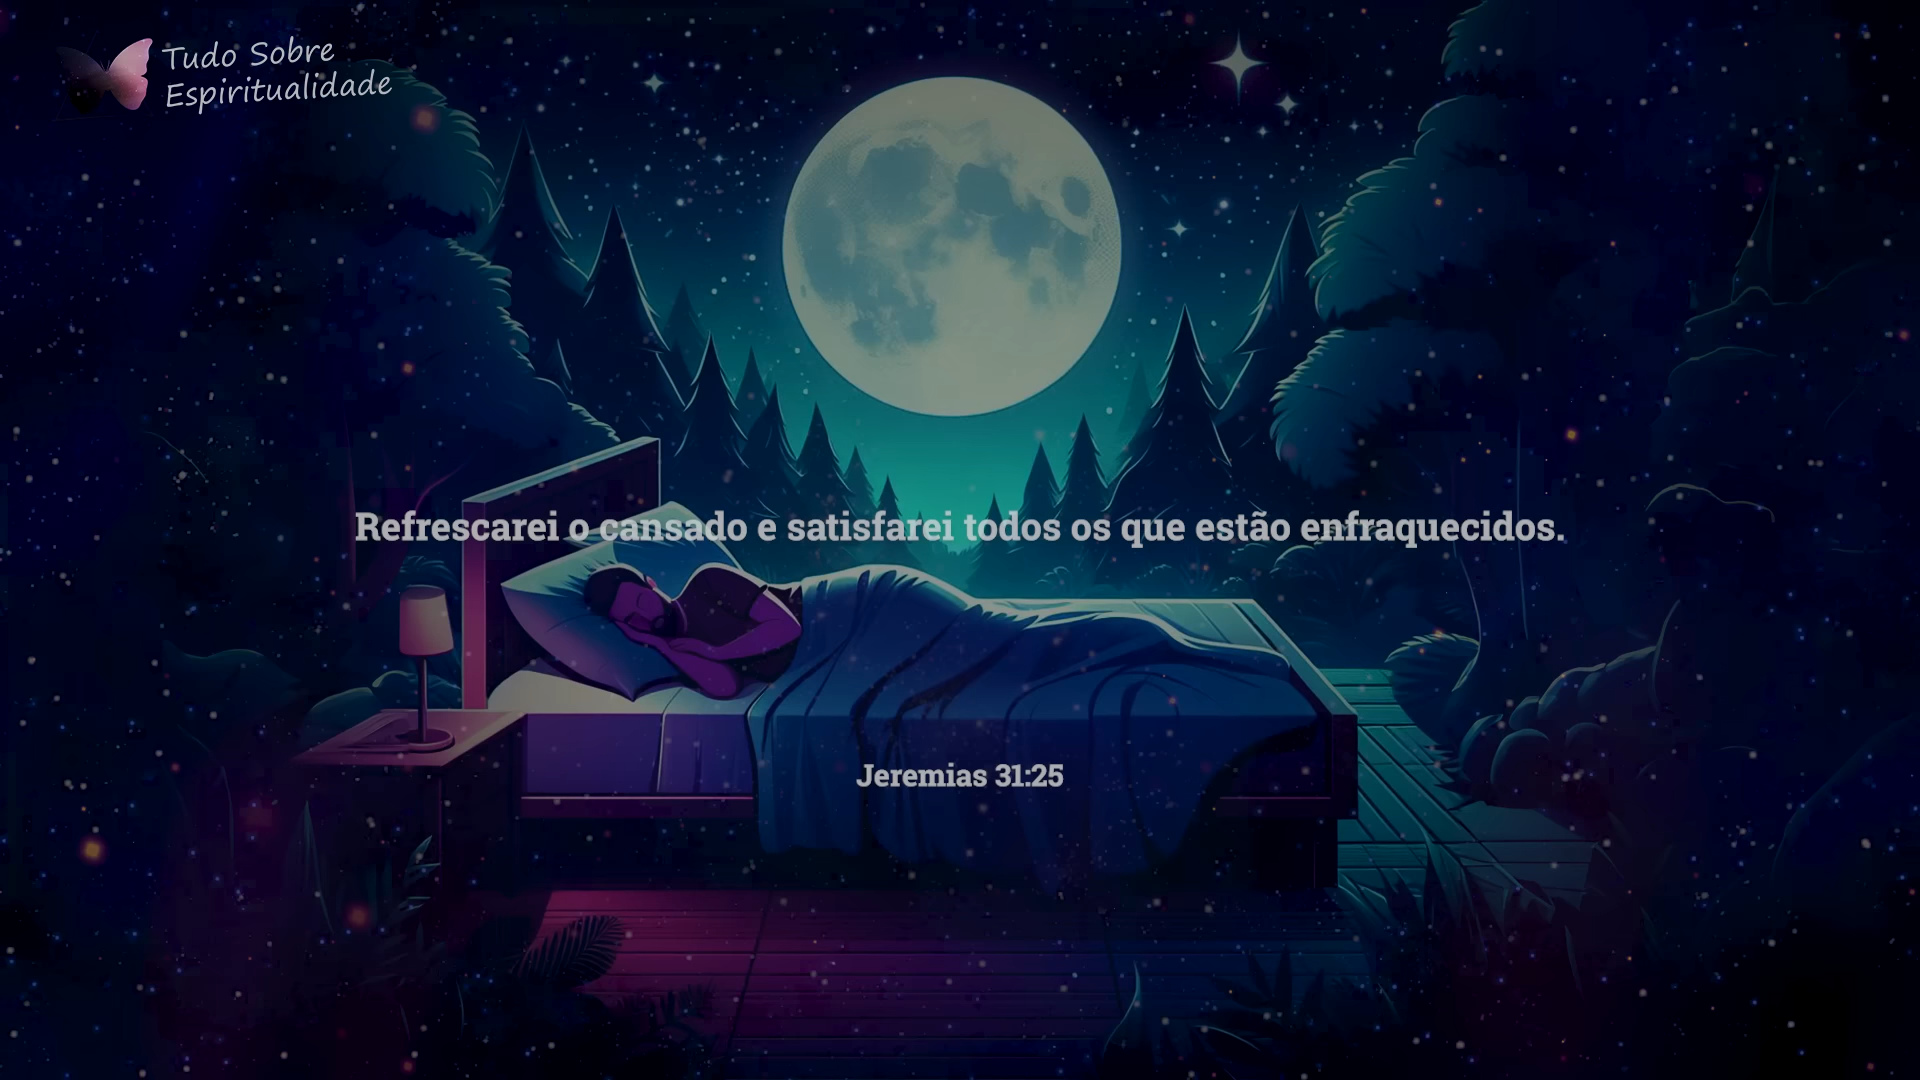 Tudo Sobre
Espiritualidade
Refrescarei o cansado e satisfarei todos os que estão enfraquecidos.
Jeremias 31:25